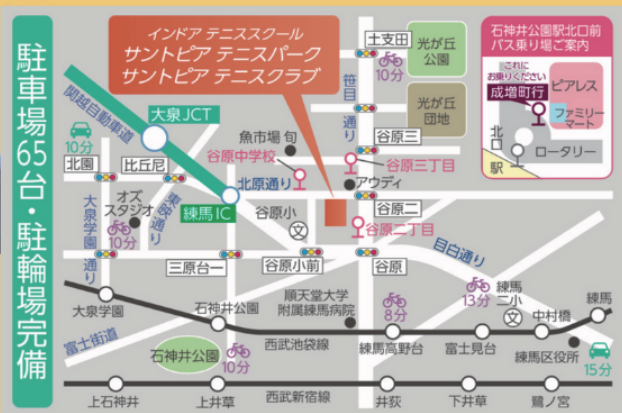 駐車場65台・駐輪場完備
インドア テニススクール
サントピア テニスパーク
サントピア テニスクラブ
土支田
10分
光が丘
公園
石神井公園駅北口前
バス乗り場ご案内
これに
お乗りください
成増町行
ピアレス
ファミリー
マート
北口
ロータリー
駅
関越自動車道
大泉JCT
笹目
通り
光が丘
団地
10分
北園
比丘尼
魚市場 旬
谷原中学校
谷原三
谷原三丁目
北原通り
アウディ
オズ
スタジオ
10分
東映通り
練馬IC
谷原小
文
谷原二
谷原二丁目
大泉学園
通り
三原台一
谷原小前
谷原
目白通り
大泉学園
石神井公園
順天堂大学
附属練馬病院
8分
13分
練馬
二小
文
中村橋
練馬
富士街道
石神井公園
10分
西武池袋線
練馬高野台
富士見台
練馬区役所
15分
上石神井
上井草
西武新宿線
井荻
下井草
鷺ノ宮